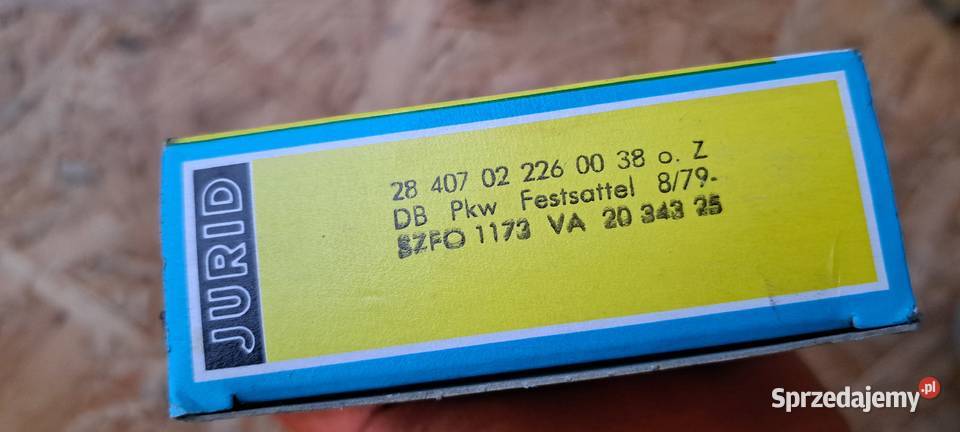 JURID
28 407 02 226 00 38 o. Z
DB Pkw Festsattel 8/79-
SZFO 1173 VA 20 343 25
Sprzedajemy.pl